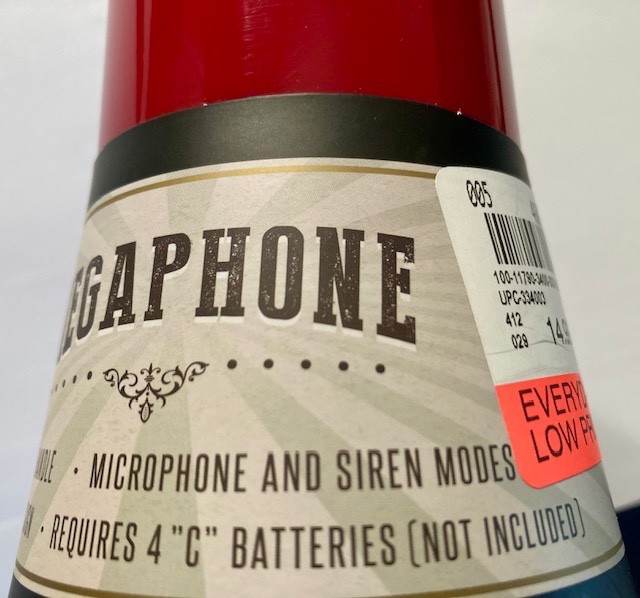 EGAPHONE
· MICROPHONE AND SIREN MODES
· REQUIRES 4 "C" BATTERIES (NOT INCLUDED)
005
UPC-334003
412
029
EVERYD
LOW PR